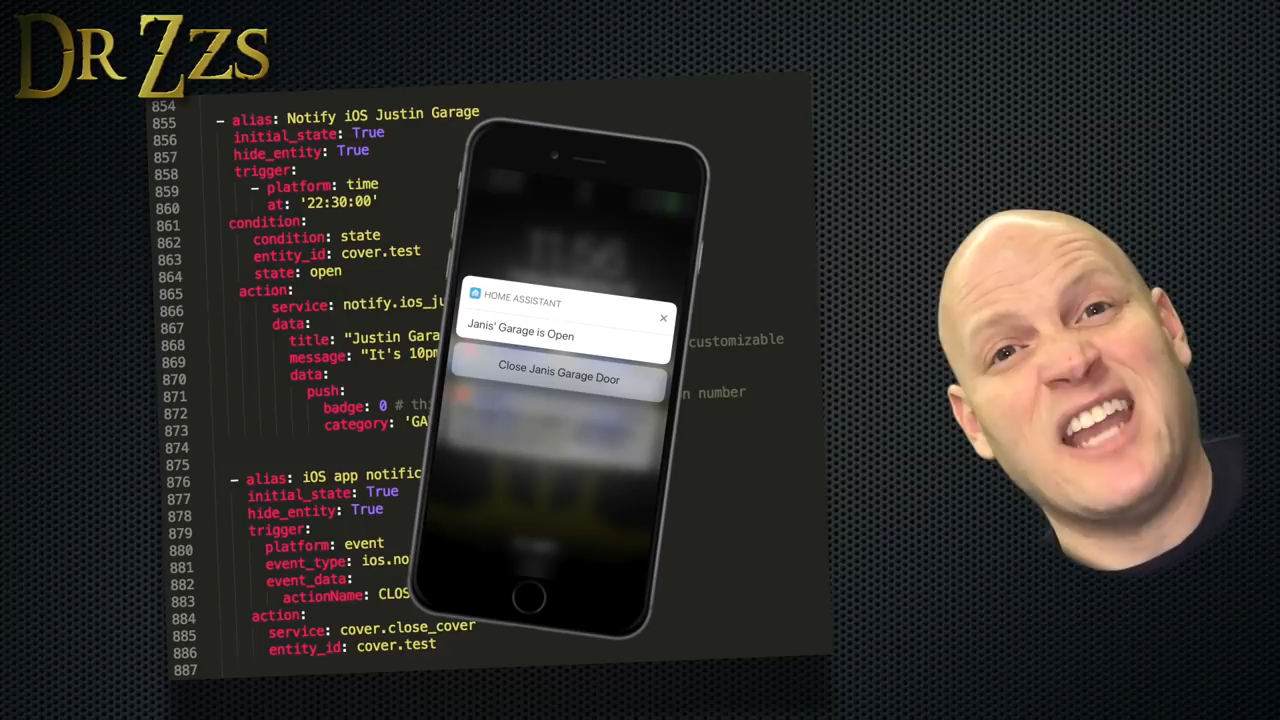 DR ZZS
854
855 - alias: Notify iOS Justin Garage
856 initial_state: True
857 hide_entity: True
858 trigger:
859 - platform: time
860 at: '22:30:00'
861 condition:
862 condition: state
863 entity_id: cover.test
864 state: open
865 action:
866 service: notify.ios_ju
867 data:
868 title: "Justin Gara
customizable
869 message: "It's 10pm
870 data:
871 push:
n number
872 badge: 0 # thi
873 category: 'GA
874
875
876 - alias: iOS app notific
877 initial_state: True
878 hide_entity: True
879 trigger:
880 platform: event
881 event_type: ios.no
882 event_data:
883 actionName: CLOS
884 action:
885 service: cover.close_cover
886 entity_id: cover.test
887
11:56
HOME ASSISTANT
Janis' Garage is Open
Close Janis Garage Door